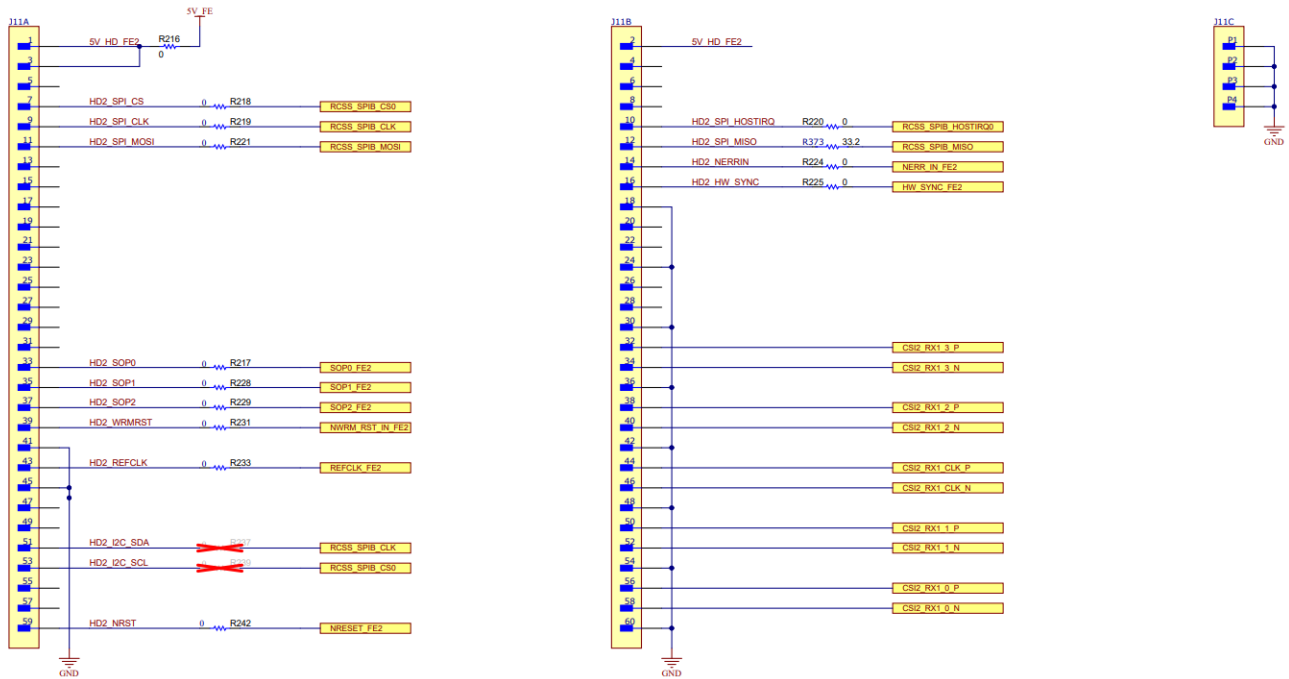 5V_FE
J11A
J11B
J11C
1 5V_HD_FE2 R216
0
3
5
7 HD2_SPI_CS 0 R218 RCSS_SPIB_CS0
9 HD2_SPI_CLK 0 R219 RCSS_SPIB_CLK
11 HD2_SPI_MOSI 0 R221 RCSS_SPIB_MOSI
13
15
17
19
21
23
25
27
29
31
33 HD2_SOP0 0 R217 SOP0_FE2
35 HD2_SOP1 0 R228 SOP1_FE2
37 HD2_SOP2 0 R229 SOP2_FE2
39 HD2_WRMRST 0 R231 NWRM_RST_IN_FE2
41
43 HD2_REFCLK 0 R233 REFCLK_FE2
45
47
49
51 HD2_I2C_SDA 0 R237 RCSS_SPIB_CLK
53 HD2_I2C_SCL 0 R239 RCSS_SPIB_CS0
55
57
59 HD2_NRST 0 R242 NRESET_FE2
GND
2 5V_HD_FE2
4
6
8
10 HD2_SPI_HOSTIRQ R220 0 RCSS_SPIB_HOSTIRQ0
12 HD2_SPI_MISO R373 33.2 RCSS_SPIB_MISO
14 HD2_NERRIN R224 0 NERR_IN_FE2
16 HD2_HW_SYNC R225 0 HW_SYNC_FE2
18
20
22
24
26
28
30
32 CSI2_RX1_3_P
34 CSI2_RX1_3_N
36
38 CSI2_RX1_2_P
40 CSI2_RX1_2_N
42
44 CSI2_RX1_CLK_P
46 CSI2_RX1_CLK_N
48
50 CSI2_RX1_1_P
52 CSI2_RX1_1_N
54
56 CSI2_RX1_0_P
58 CSI2_RX1_0_N
60
GND
P1
P2
P3
P4
GND